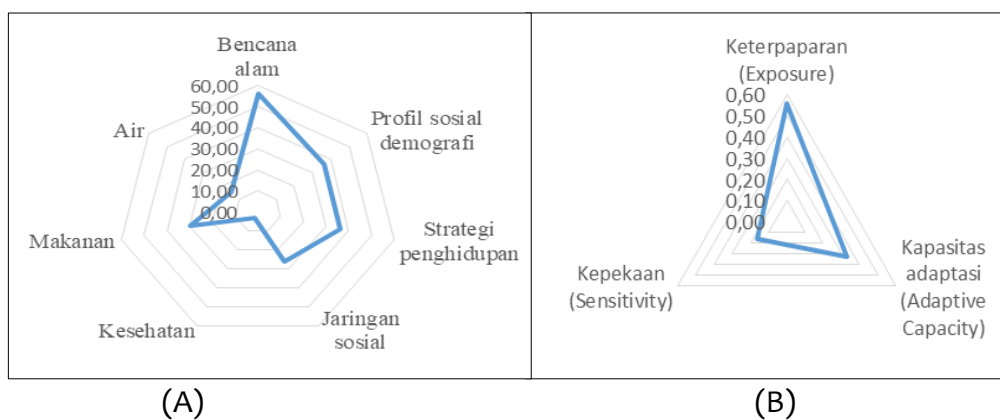 Bencana
alam
60,00
50,00
40,00
30,00
20,00
10,00
0,00
Profil sosial
demografi
Strategi
penghidupan
Jaringan
sosial
Kesehatan
Makanan
Air
(A)
Keterpaparan
(Exposure)
0,60
0,50
0,40
0,30
0,20
0,10
0,00
Kapasitas
adaptasi
(Adaptive
Capacity)
Kepekaan
(Sensitivity)
(B)